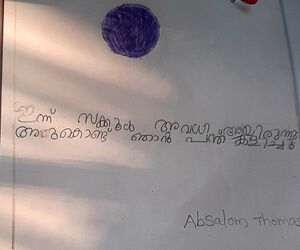 ഇന്ന് സ്കൂൾ അവധി ആയിരുന്നു
അതുകൊണ്ട് ഞാൻ പന്ത് കളിച്ചു
Absalom Thomas